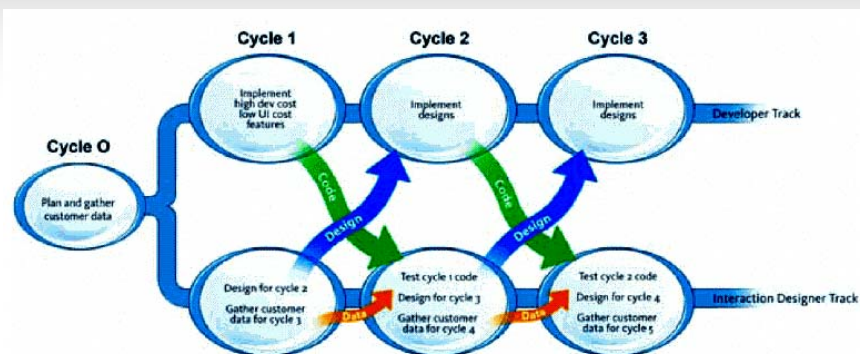 Cycle 1
Cycle 2
Cycle 3
Implement
high dev cost
low UI cost
features
Implement
designs
Implement
designs
Developer Track
Cycle O
Plan and gather
customer data
Code
Design
Code
Design
Design for cycle 2
Gather customer
data for cycle 3
Data
Test cycle 1 code
Design for cycle 3
Gather customer
data for cycle 4
Data
Test cycle 2 code
Design for cycle 4
Gather customer
data for cycle 5
Interaction Designer Track